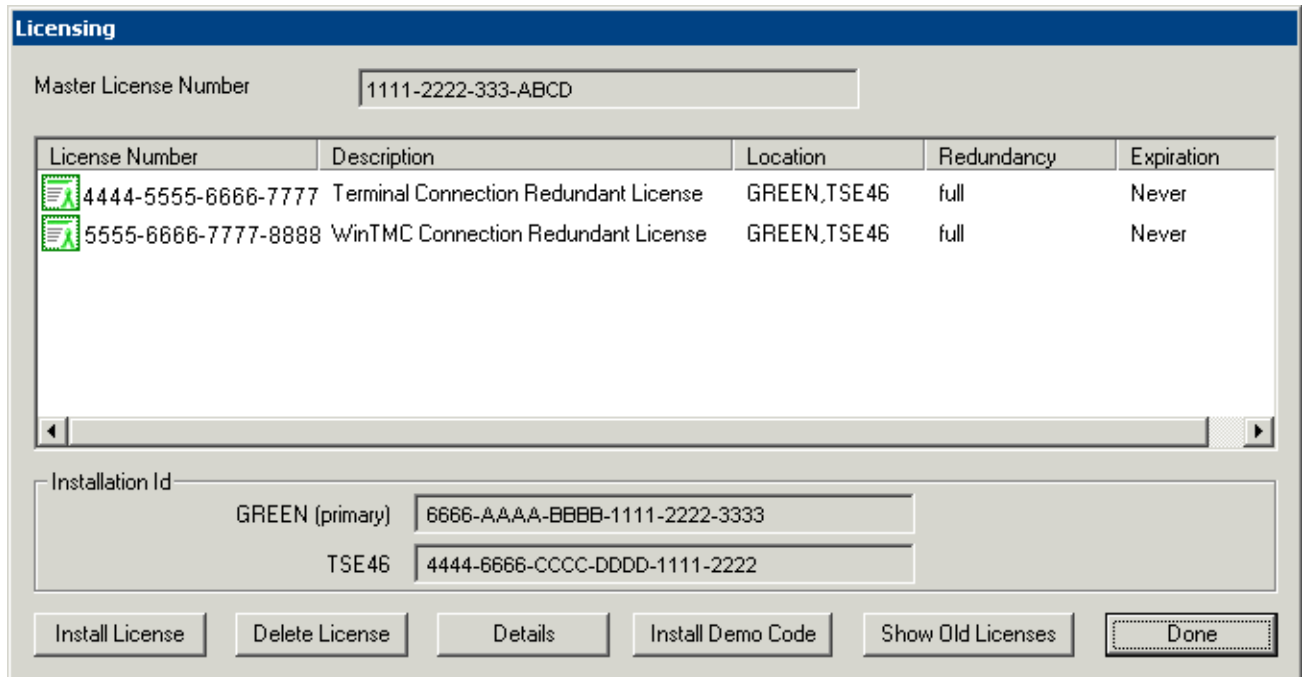 Licensing
Master License Number 1111-2222-333-ABCD
License Number Description Location Redundancy Expiration
4444-5555-6666-7777 Terminal Connection Redundant License GREEN,TSE46 full Never
5555-6666-7777-8888 WinTMC Connection Redundant License GREEN,TSE46 full Never
Installation Id
GREEN (primary) 6666-AAAA-BBBB-1111-2222-3333
TSE46 4444-6666-CCCC-DDDD-1111-2222
Install License Delete License Details Install Demo Code Show Old Licenses Done